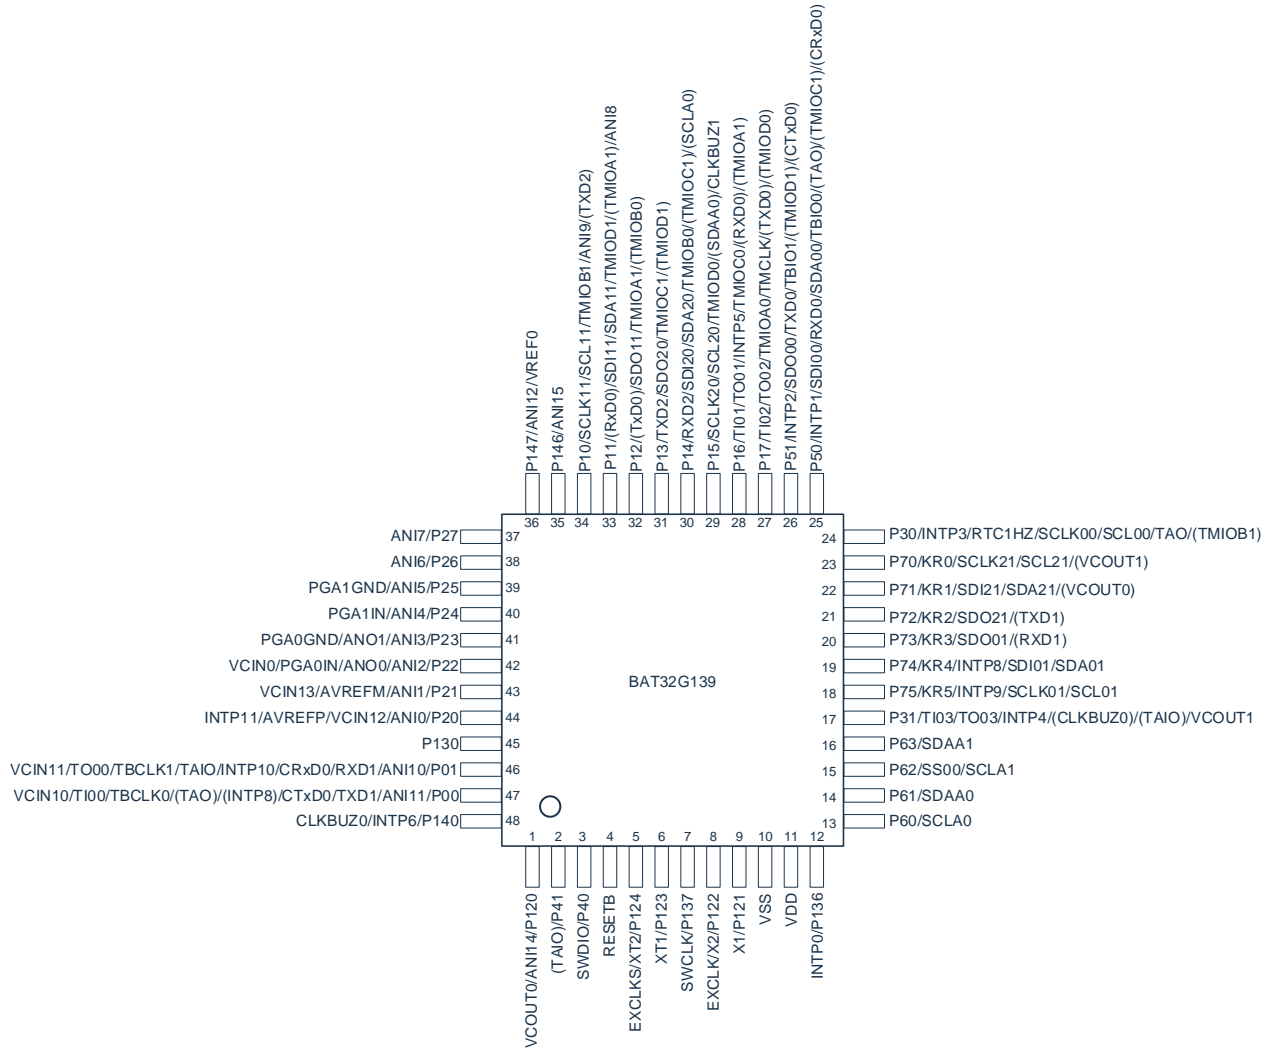 P147/ANI12/VREF0
P146/ANI15
P10/SCLK11/SCL11/TMIOB1/ANI9/(TXD2)
P11/(RxD0)/SDI11/SDA11/TMIOD1/(TMIOA1)/ANI8
P12/(TxD0)/SDO11/TMIOA1/(TMIOB0)
P13/TXD2/SDO20/TMIOC1/(TMIOD1)
P14/RXD2/SDI20/SDA20/TMIOB0/(TMIOC1)/(SCLA0)
P15/SCLK20/SCL20/TMIOD0/(SDAA0)/CLKBUZ1
P16/TI01/TO01/INTP5/TMIOC0/(RXD0)/(TMIOA1)
P17/TI02/TO02/TMIOA0/TMCLK/(TXD0)/(TMIOD0)
P51/INTP2/SDO00/TXD0/TBIO1/(TMIOD1)/(CTxD0)
P50/INTP1/SDI00/RXD0/SDA00/TBIO0/(TAO)/(TMIOC1)/(CRxD0)
36 35 34 33 32 31 30 29 28 27 26 25
ANI7/P27 37
ANI6/P26 38
PGA1GND/ANI5/P25 39
PGA1IN/ANI4/P24 40
PGA0GND/ANO1/ANI3/P23 41
VCIN0/PGA0IN/ANO0/ANI2/P22 42
VCIN13/AVREFM/ANI1/P21 43
INTP11/AVREFP/VCIN12/ANI0/P20 44
P130 45
VCIN11/TO00/TBCLK1/TAIO/INTP10/CRxD0/RXD1/ANI10/P01 46
VCIN10/TI00/TBCLK0/(TAO)/(INTP8)/CTxD0/TXD1/ANI11/P00 47
CLKBUZ0/INTP6/P140 48
BAT32G139
24 P30/INTP3/RTC1HZ/SCLK00/SCL00/TAO/(TMIOB1)
23 P70/KR0/SCLK21/SCL21/(VCOUT1)
22 P71/KR1/SDI21/SDA21/(VCOUT0)
21 P72/KR2/SDO21/(TXD1)
20 P73/KR3/SDO01/(RXD1)
19 P74/KR4/INTP8/SDI01/SDA01
18 P75/KR5/INTP9/SCLK01/SCL01
17 P31/TI03/TO03/INTP4/(CLKBUZ0)/(TAIO)/VCOUT1
16 P63/SDAA1
15 P62/SS00/SCLA1
14 P61/SDAA0
13 P60/SCLA0
1 2 3 4 5 6 7 8 9 10 11 12
VCOUT0/ANI14/P120
(TAIO)/P41
SWDIO/P40
RESETB
EXCLKS/XT2/P124
XT1/P123
SWCLK/P137
EXCLK/X2/P122
X1/P121
VSS
VDD
INTP0/P136